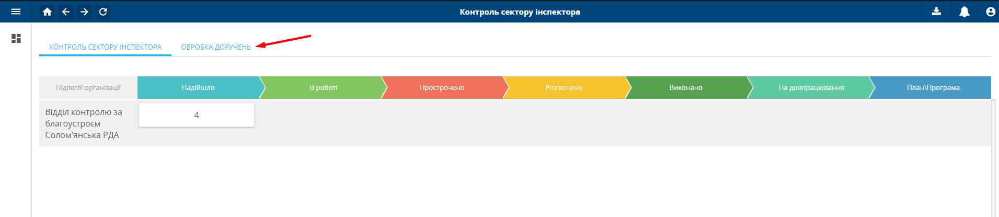 Контроль сектору інспектора
КОНТРОЛЬ СЕКТОРУ ІНСПЕКТОРА ОБРОБКА ДОРУЧЕНЬ
Підлеглі організації Надійшло В роботі Прострочено Роз'яснено Виконано На доопрацювання План\Програма
Відділ контролю за
благоустроєм
Солом'янська РДА
4